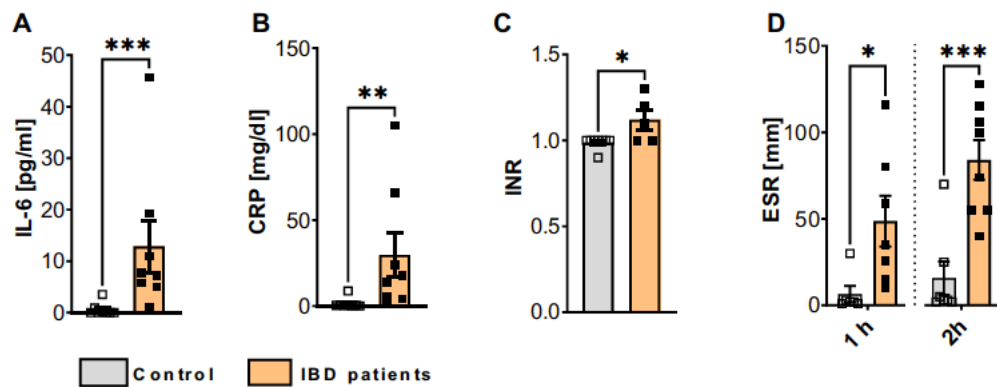 A
IL-6 [pg/ml]
50
40
30
20
10
0
***
B
CRP [mg/dl]
150
100
50
0
**
C
INR
1.5
1.0
0.5
0.0
*
D
ESR [mm]
150
100
50
0
*
***
1 h
2h
Control
IBD patients